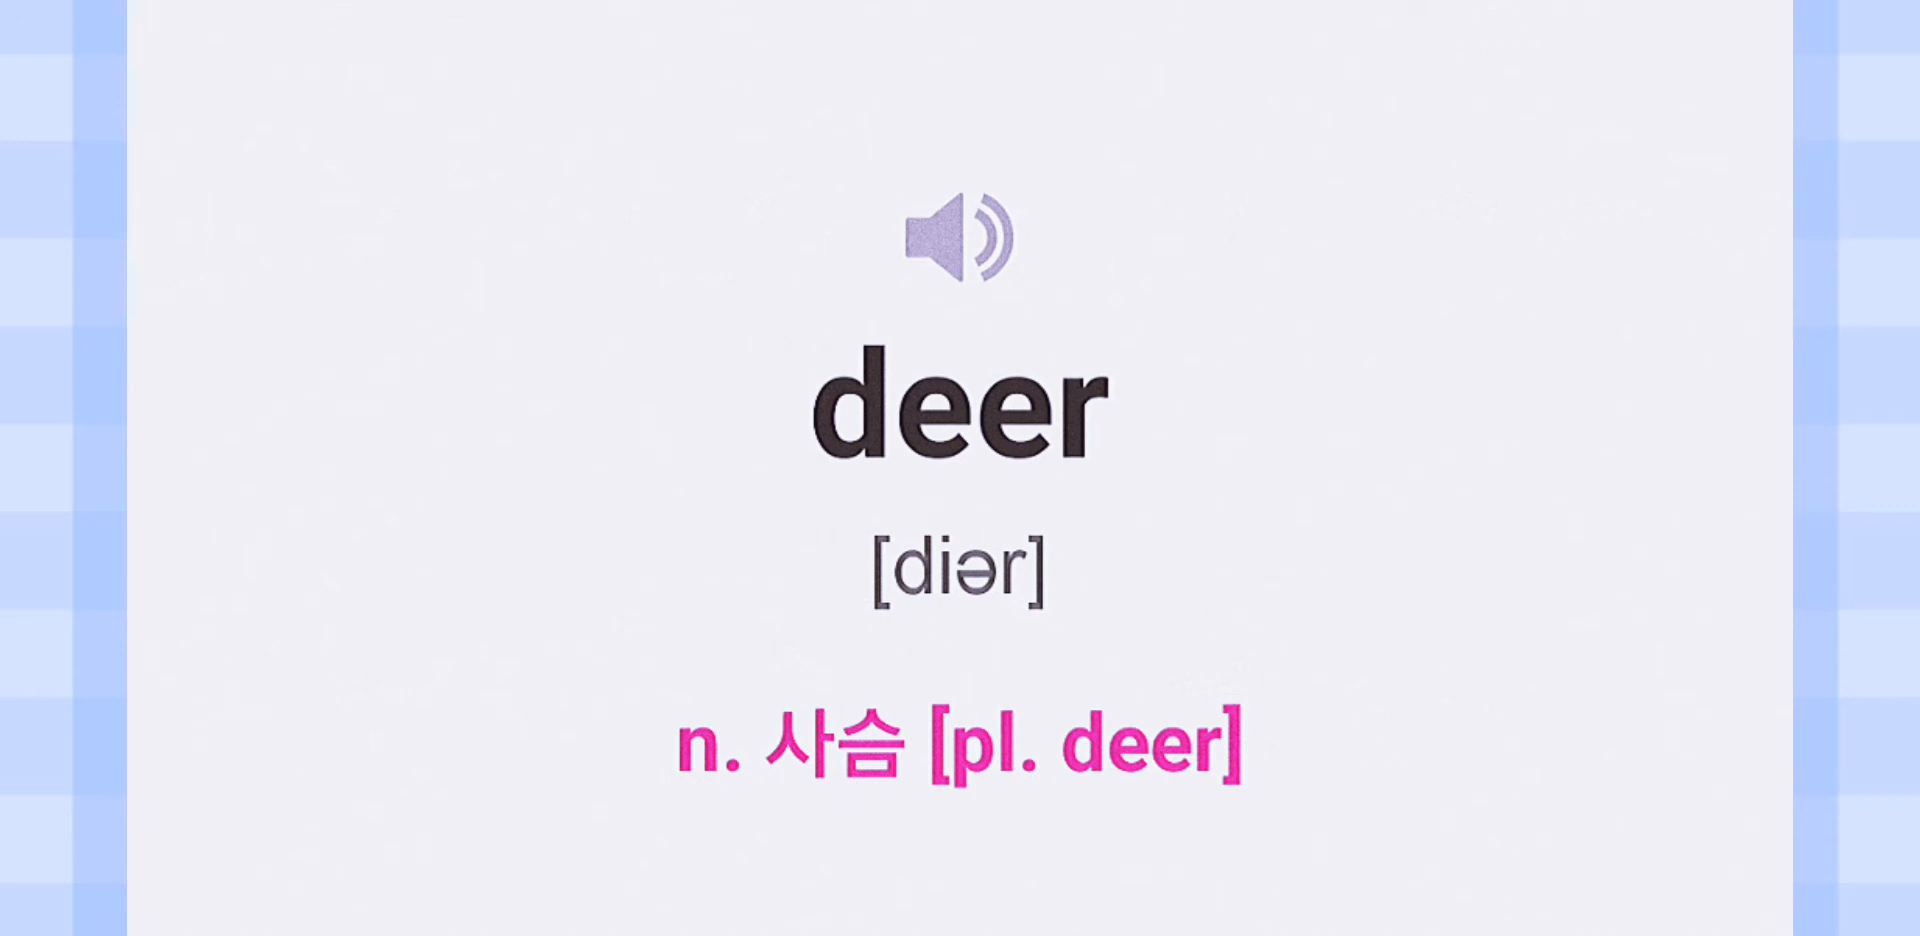 deer
[diər]
n. 사슴 [pl. deer]